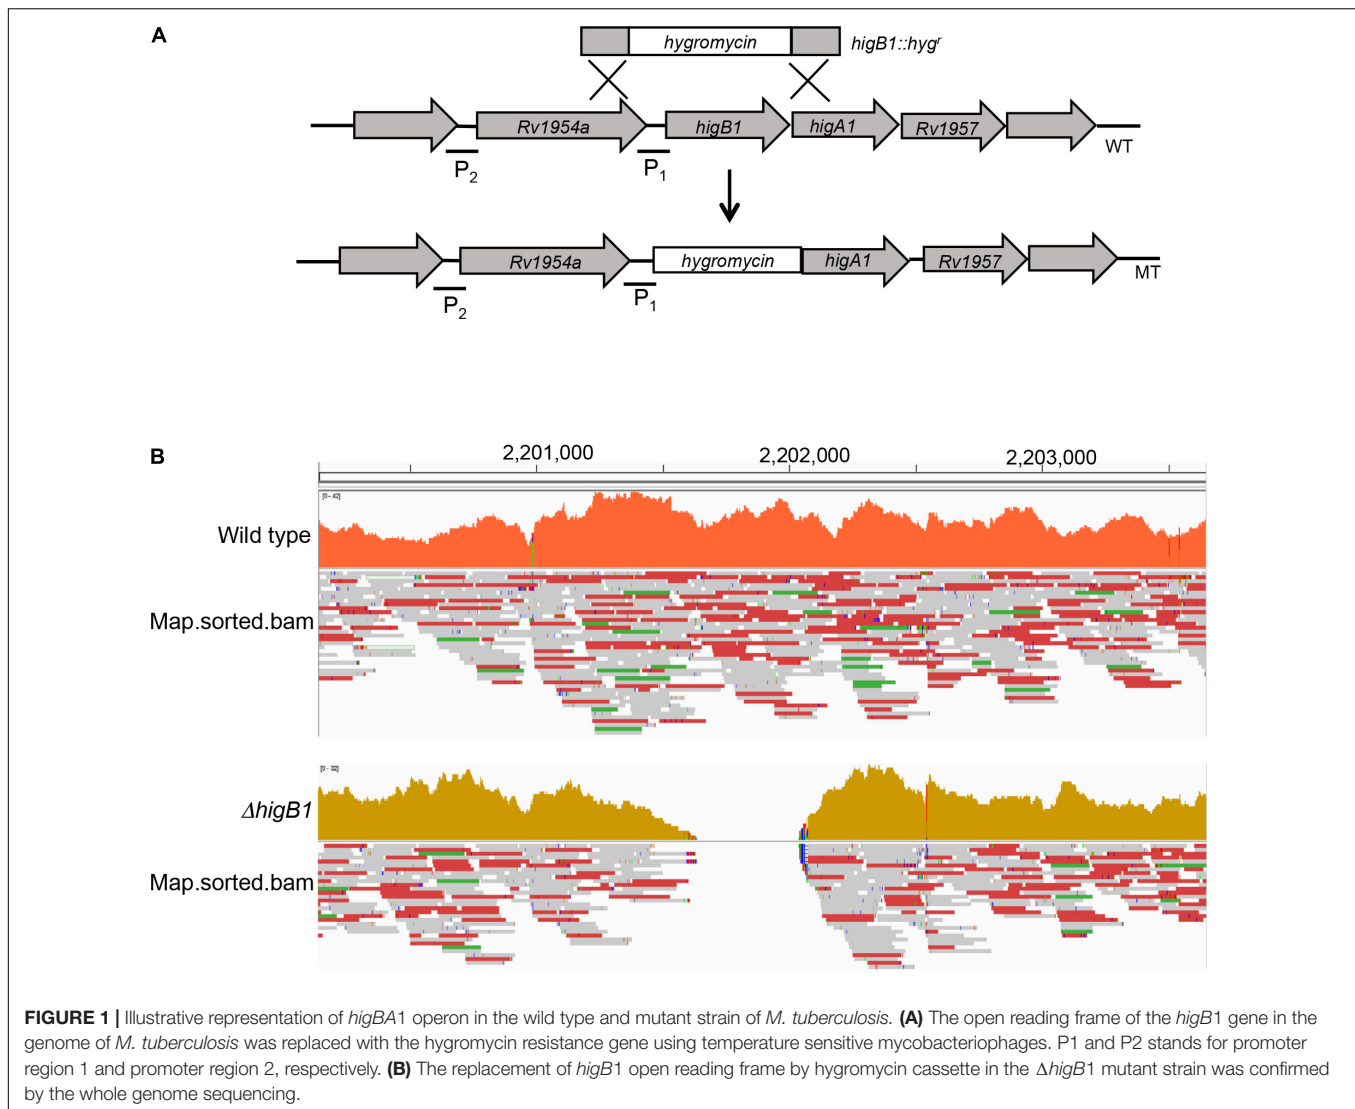 A
hygromycin
higB1::hygʳ
Rv1954a
higB1
higA1
Rv1957
P₂
P₁
WT
Rv1954a
hygromycin
higA1
Rv1957
P₂
P₁
MT
B
2,201,000
2,202,000
2,203,000
[0 - 42]
Wild type
Map.sorted.bam
[0 - 32]
ΔhigB1
Map.sorted.bam
FIGURE 1 | Illustrative representation of higBA1 operon in the wild type and mutant strain of M. tuberculosis. (A) The open reading frame of the higB1 gene in the
genome of M. tuberculosis was replaced with the hygromycin resistance gene using temperature sensitive mycobacteriophages. P1 and P2 stands for promoter
region 1 and promoter region 2, respectively. (B) The replacement of higB1 open reading frame by hygromycin cassette in the ΔhigB1 mutant strain was confirmed
by the whole genome sequencing.